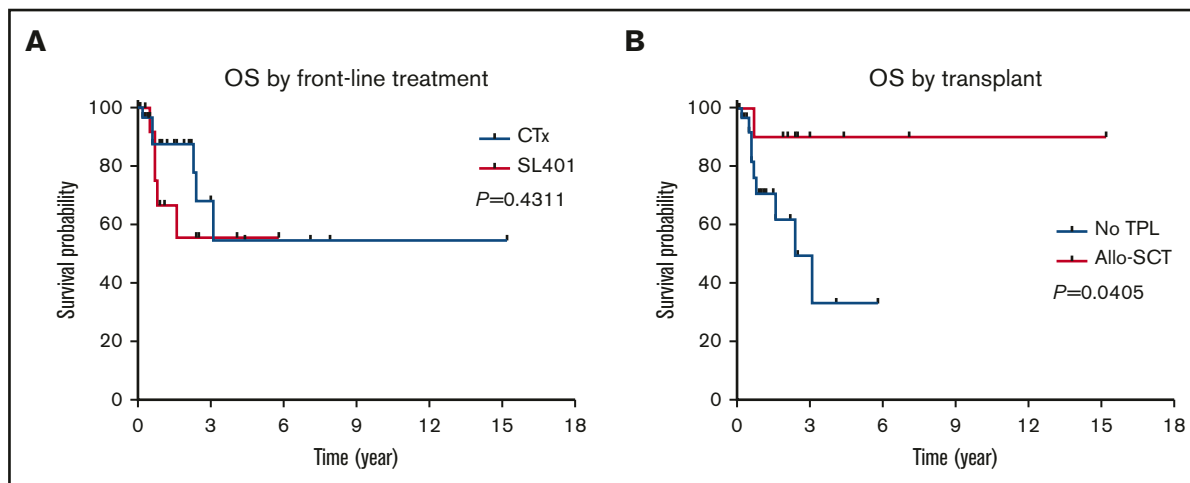 A
OS by front-line treatment
100
80
60
40
20
0
Survival probability
CTx
SL401
P=0.4311
0 3 6 9 12 15 18
Time (year)
B
OS by transplant
100
80
60
40
20
0
Survival probability
No TPL
Allo-SCT
P=0.0405
0 3 6 9 12 15 18
Time (year)